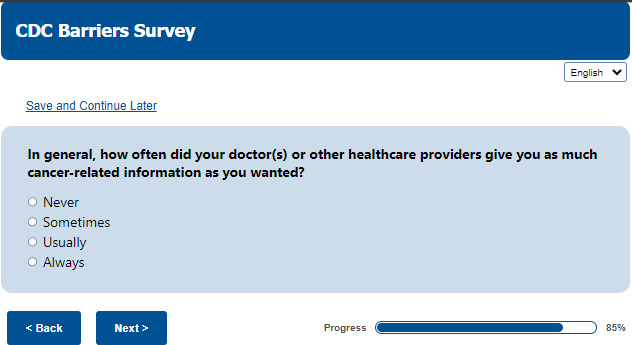 CDC Barriers Survey
English
Save and Continue Later
In general, how often did your doctor(s) or other healthcare providers give you as much
cancer-related information as you wanted?
Never
Sometimes
Usually
Always
< Back
Next >
Progress
85%